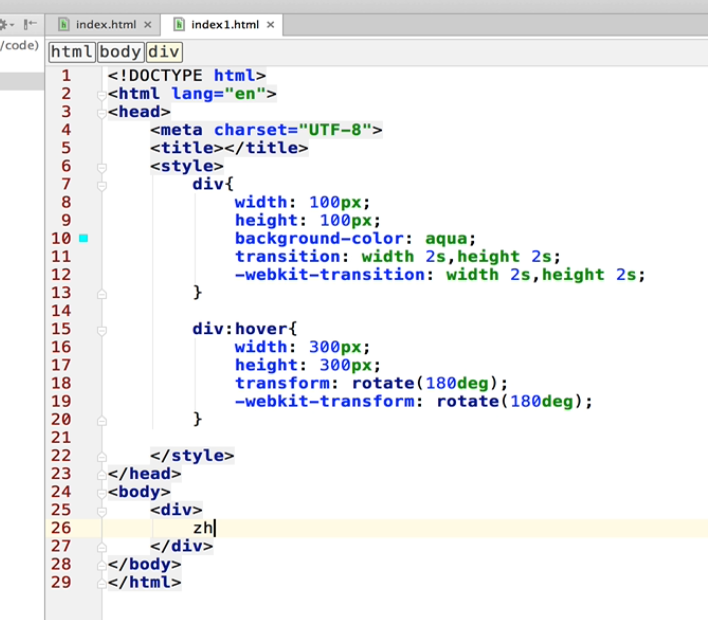 index.html
index1.html
/code)
html body div
1 <!DOCTYPE html>
2 <html lang="en">
3 <head>
4 <meta charset="UTF-8">
5 <title></title>
6 <style>
7 div{
8 width: 100px;
9 height: 100px;
10 background-color: aqua;
11 transition: width 2s,height 2s;
12 -webkit-transition: width 2s,height 2s;
13 }
14
15 div:hover{
16 width: 300px;
17 height: 300px;
18 transform: rotate(180deg);
19 -webkit-transform: rotate(180deg);
20 }
21
22 </style>
23 </head>
24 <body>
25 <div>
26 zh
27 </div>
28 </body>
29 </html>